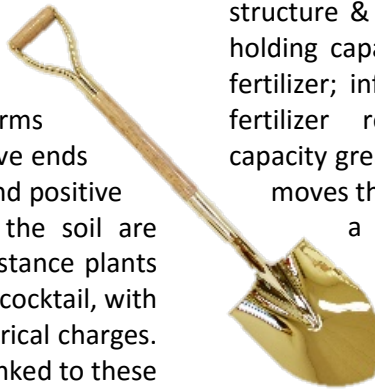 structure &
holding capa
fertilizer; inf
fertilizer re
capacity gre
moves th
a
rms
ve ends
nd positive
the soil are
stance plants
cocktail, with
rical charges.
nked to these